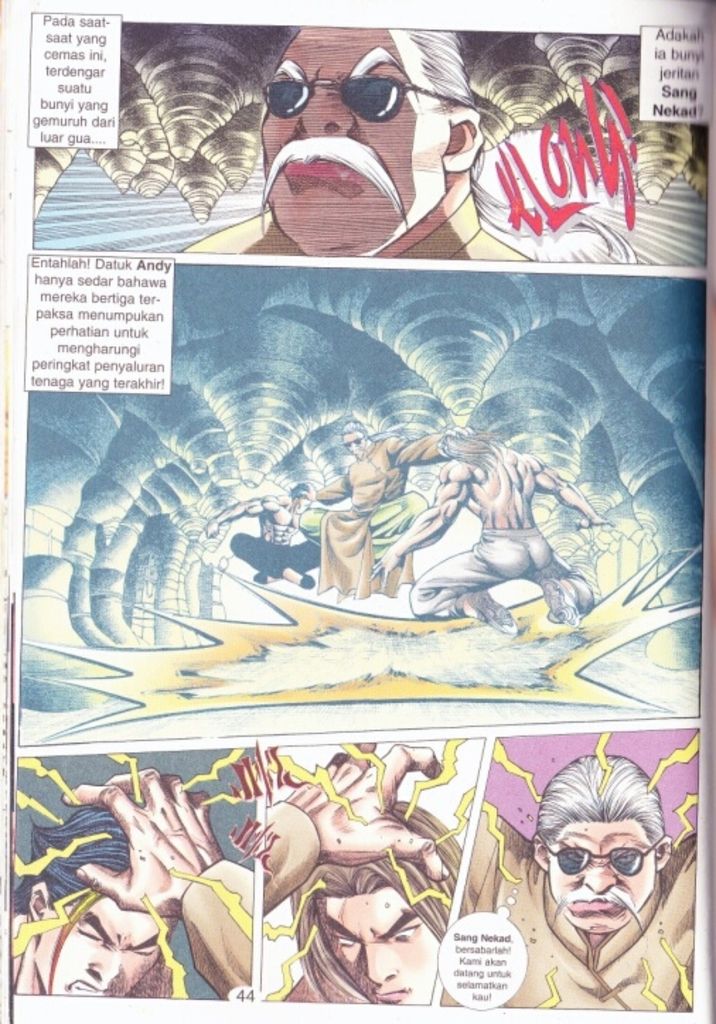 Pada saat-
saat yang
cemas ini,
terdengar
suatu
bunyi yang
gemuruh dari
luar gua....
Adakah
ia bunyi
jeritan
Sang
Nekad?
Entahlah! Datuk Andy
hanya sedar bahawa
mereka bertiga ter-
paksa menumpukan
perhatian untuk
mengharungi
peringkat penyaluran
tenaga yang terakhir!
Sang Nekad,
bersabarlah!
Kami akan
datang untuk
selamatkan
kau!
44